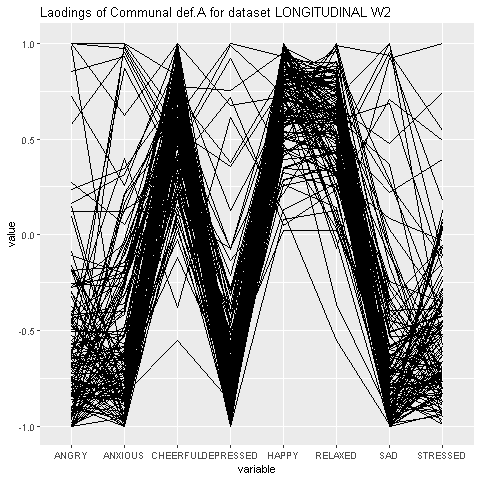 Laodings of Communal def.A for dataset LONGITUDINAL W2
1.0
0.5
0.0
-0.5
-1.0
value
ANGRY ANXIOUS CHEERFULDEPRESSED HAPPY RELAXED SAD STRESSED
variable